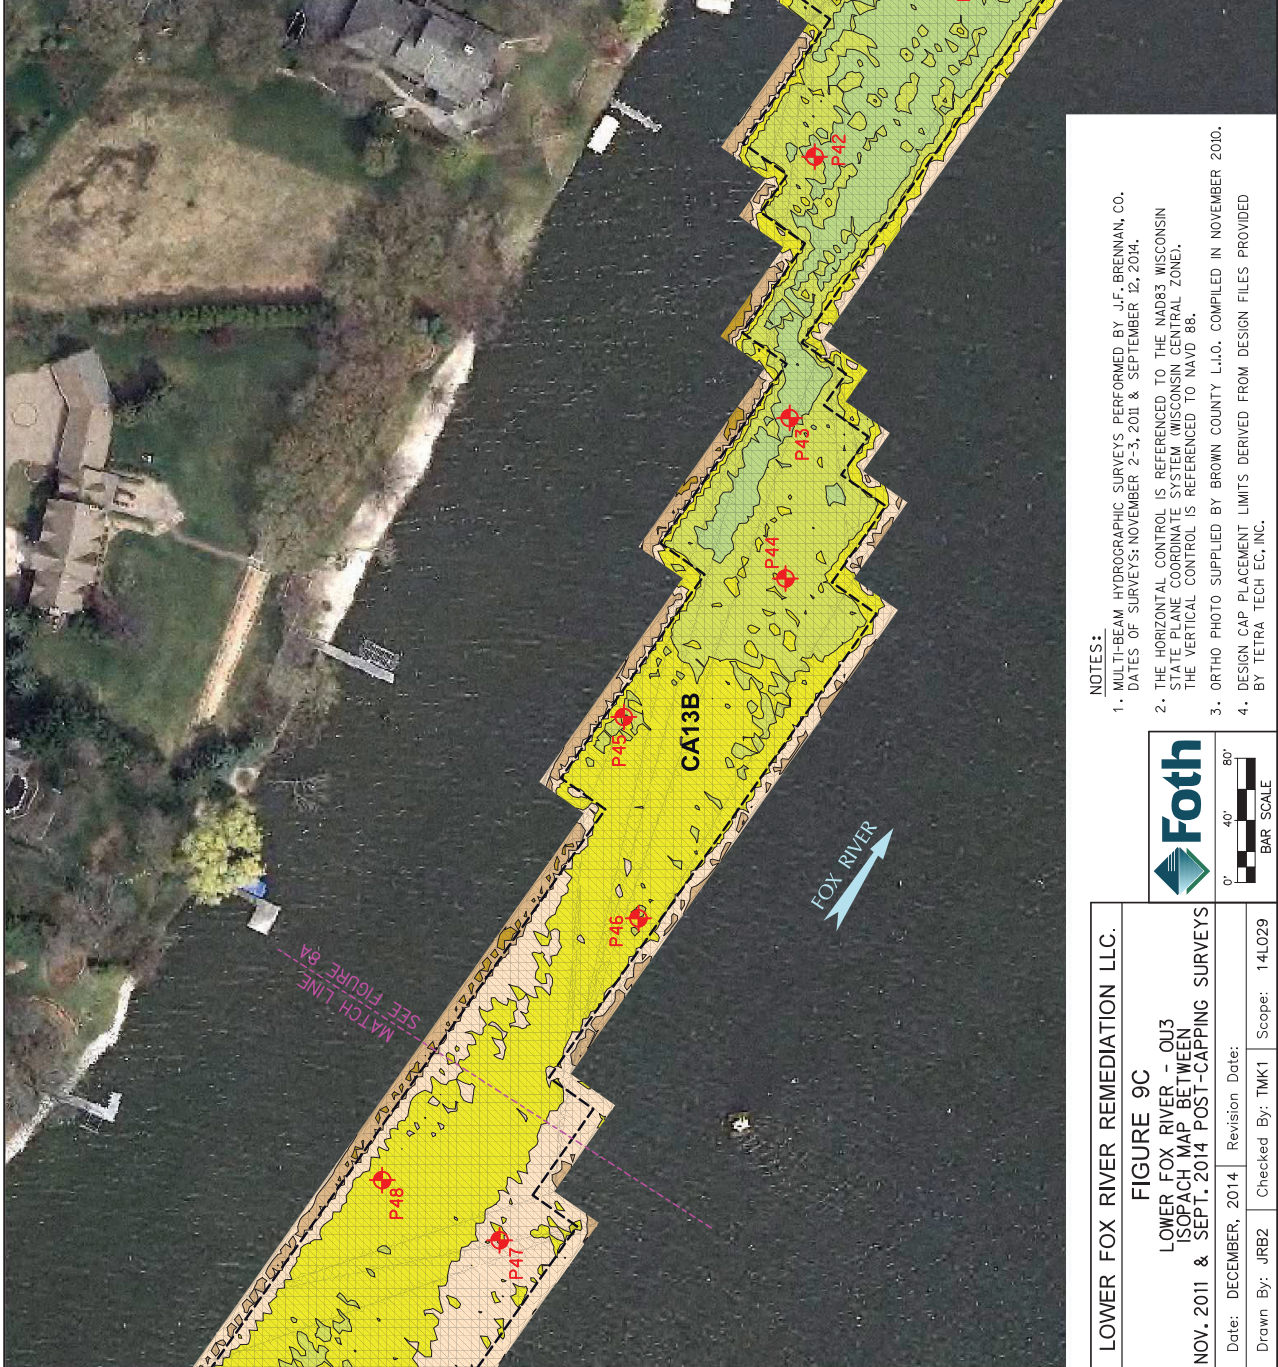 P42
P43
P44
P45
CA13B
P46
FOX RIVER
MATCH LINE
SEE FIGURE 8A
P48
P47
NOTES:
1. MULTI-BEAM HYDROGRAPHIC SURVEYS PERFORMED BY J.F. BRENNAN, CO.
DATES OF SURVEYS: NOVEMBER 2-3, 2011 & SEPTEMBER 12, 2014.
2. THE HORIZONTAL CONTROL IS REFERENCED TO THE NAD83 WISCONSIN
STATE PLANE COORDINATE SYSTEM (WISCONSIN CENTRAL ZONE).
THE VERTICAL CONTROL IS REFERENCED TO NAVD 88.
3. ORTHO PHOTO SUPPLIED BY BROWN COUNTY L.I.O. COMPILED IN NOVEMBER 2010.
4. DESIGN CAP PLACEMENT LIMITS DERIVED FROM DESIGN FILES PROVIDED
BY TETRA TECH EC, INC.
Foth
0' 40' 80'
BAR SCALE
LOWER FOX RIVER REMEDIATION LLC.
FIGURE 9C
LOWER FOX RIVER - OU3
ISOPACH MAP BETWEEN
NOV. 2011 & SEPT. 2014 POST-CAPPING SURVEYS
Date: DECEMBER, 2014 Revision Date:
Drawn By: JRB2 Checked By: TMK1 Scope: 14L029